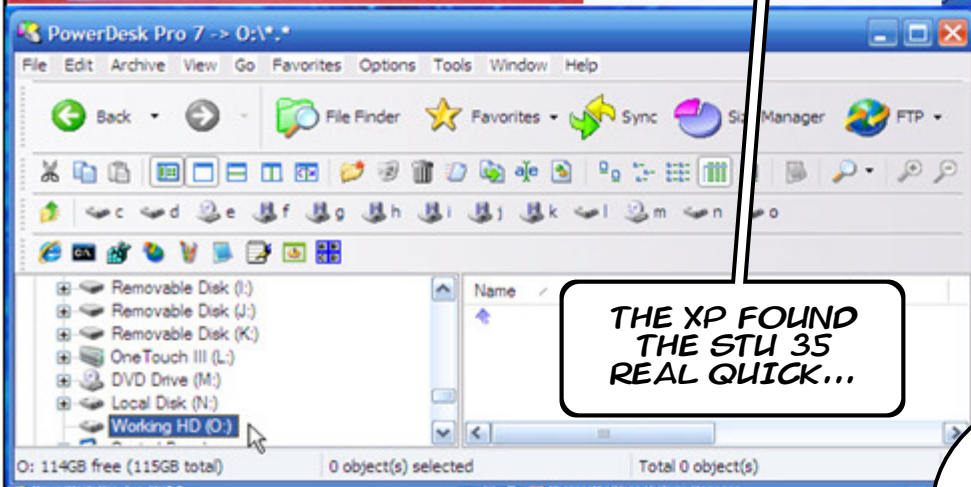 PowerDesk Pro 7 -> O:\*.*
File Edit Archive View Go Favorites Options Tools Window Help
Back File Finder Favorites Sync Manager FTP
c d e f g h i j k l m n o
Removable Disk (I:)
Removable Disk (J:)
Removable Disk (K:)
OneTouch III (L:)
DVD Drive (M:)
Local Disk (N:)
Working HD (O:)
Name
THE XP FOUND
THE STU 35
REAL QUICK...
O: 114GB free (115GB total) 0 object(s) selected Total 0 object(s)